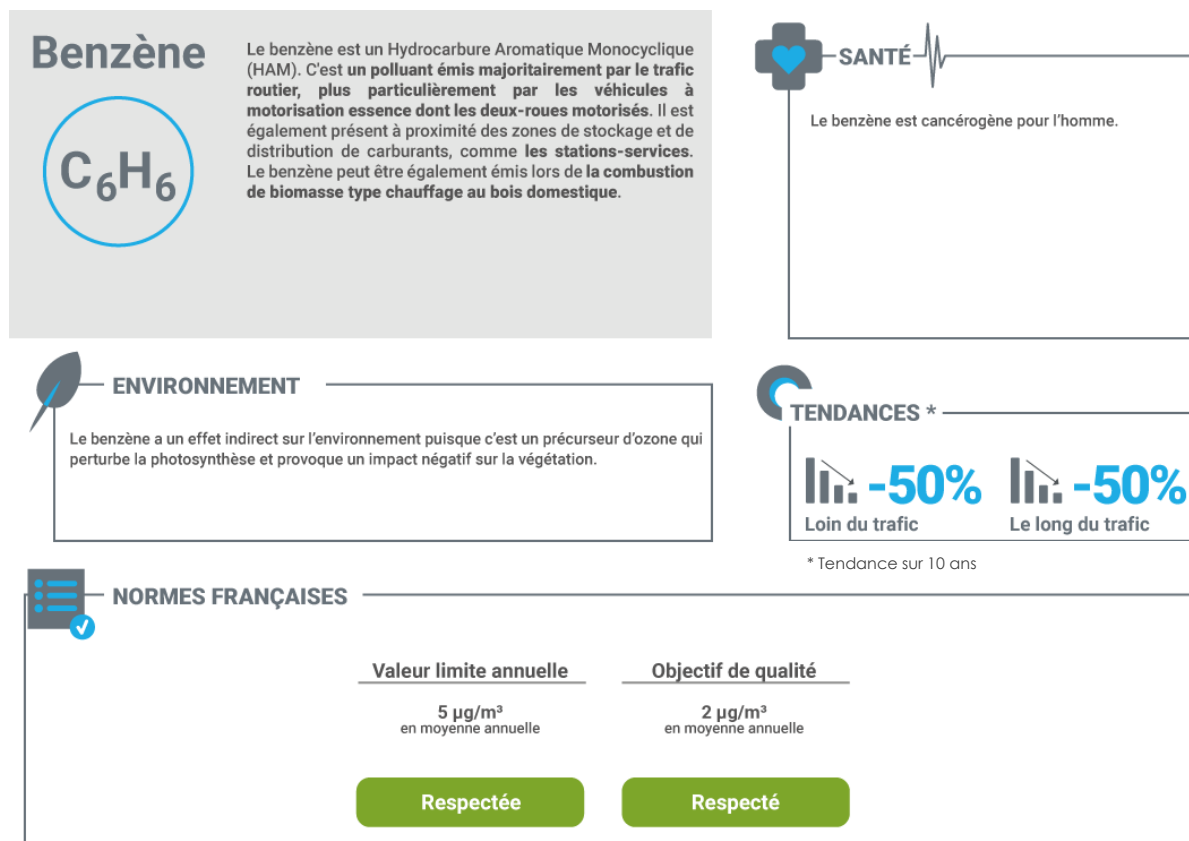 Benzène
C6H6
Le benzène est un Hydrocarbure Aromatique Monocyclique
(HAM). C'est un polluant émis majoritairement par le trafic
routier, plus particulièrement par les véhicules à
motorisation essence dont les deux-roues motorisés. Il est
également présent à proximité des zones de stockage et de
distribution de carburants, comme les stations-services.
Le benzène peut être également émis lors de la combustion
de biomasse type chauffage au bois domestique.
SANTÉ
Le benzène est cancérogène pour l'homme.
ENVIRONNEMENT
Le benzène a un effet indirect sur l'environnement puisque c'est un précurseur d'ozone qui
perturbe la photosynthèse et provoque un impact négatif sur la végétation.
TENDANCES *
-50%
Loin du trafic
-50%
Le long du trafic
* Tendance sur 10 ans
NORMES FRANÇAISES
Valeur limite annuelle
5 µg/m³
en moyenne annuelle
Respectée
Objectif de qualité
2 µg/m³
en moyenne annuelle
Respecté